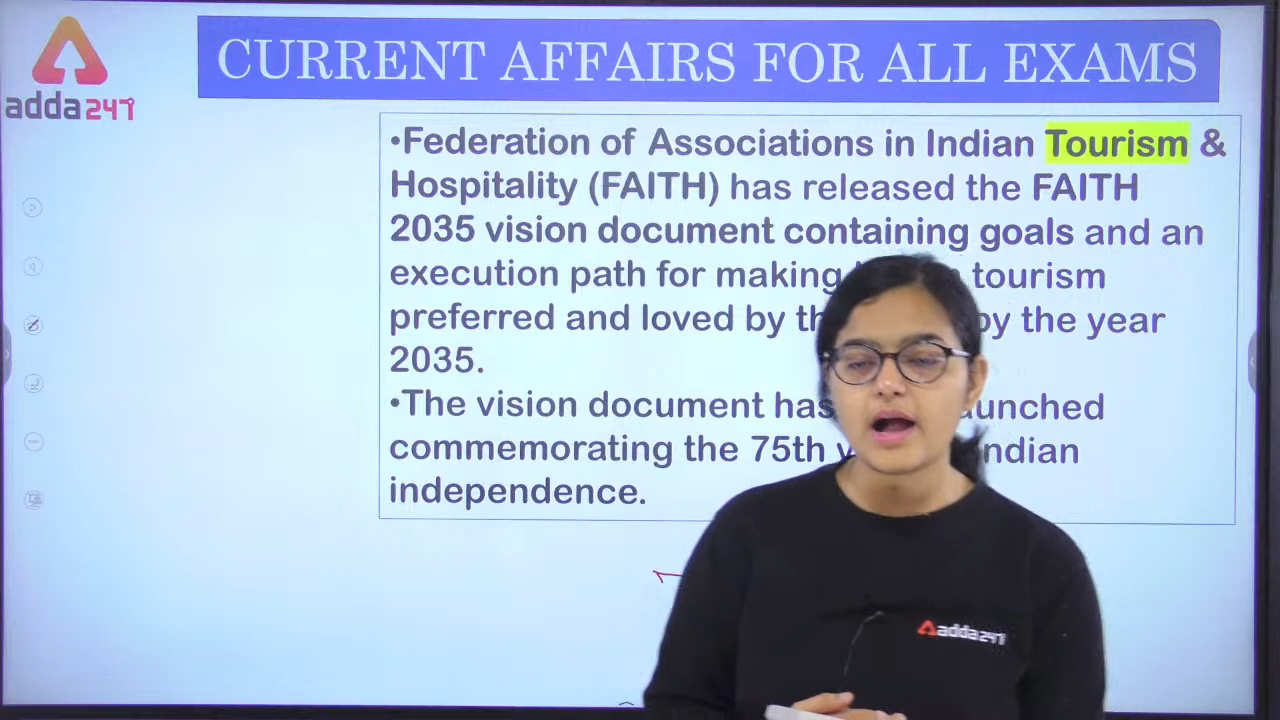 CURRENT AFFAIRS FOR ALL EXAMS
adda247
•Federation of Associations in Indian Tourism &
Hospitality (FAITH) has released the FAITH
2035 vision document containing goals and an
execution path for making tourism
preferred and loved by by the year
2035.
•The vision document has
commemorating the 75th
independence.
adda247